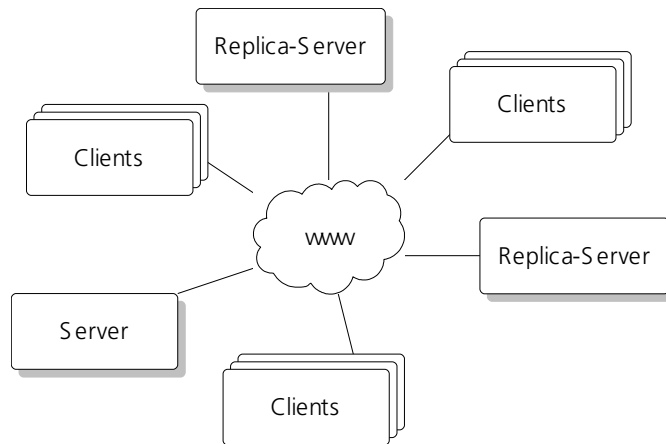 Replica-Server
Clients
Clients
www
Replica-Server
Server
Clients